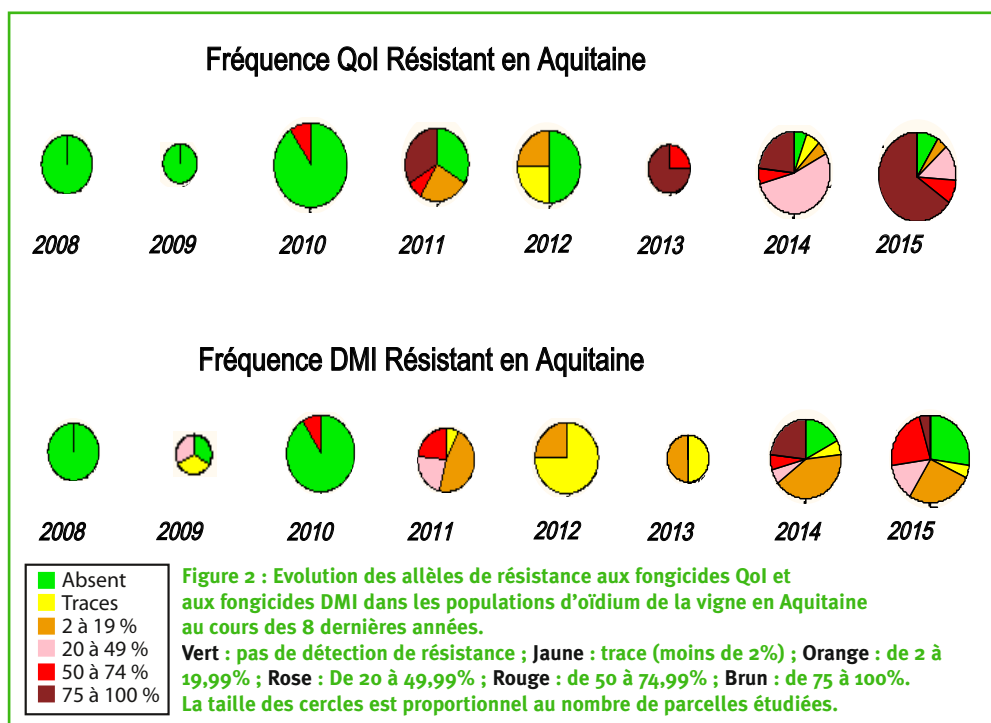 Fréquence QoI Résistant en Aquitaine
2008 2009 2010 2011 2012 2013 2014 2015
Fréquence DMI Résistant en Aquitaine
2008 2009 2010 2011 2012 2013 2014 2015
Absent
Traces
2 à 19 %
20 à 49 %
50 à 74 %
75 à 100 %
Figure 2 : Evolution des allèles de résistance aux fongicides QoI et
aux fongicides DMI dans les populations d’oïdium de la vigne en Aquitaine
au cours des 8 dernières années.
Vert : pas de détection de résistance ; Jaune : trace (moins de 2%) ; Orange : de 2 à
19,99% ; Rose : De 20 à 49,99% ; Rouge : de 50 à 74,99% ; Brun : de 75 à 100%.
La taille des cercles est proportionnel au nombre de parcelles étudiées.